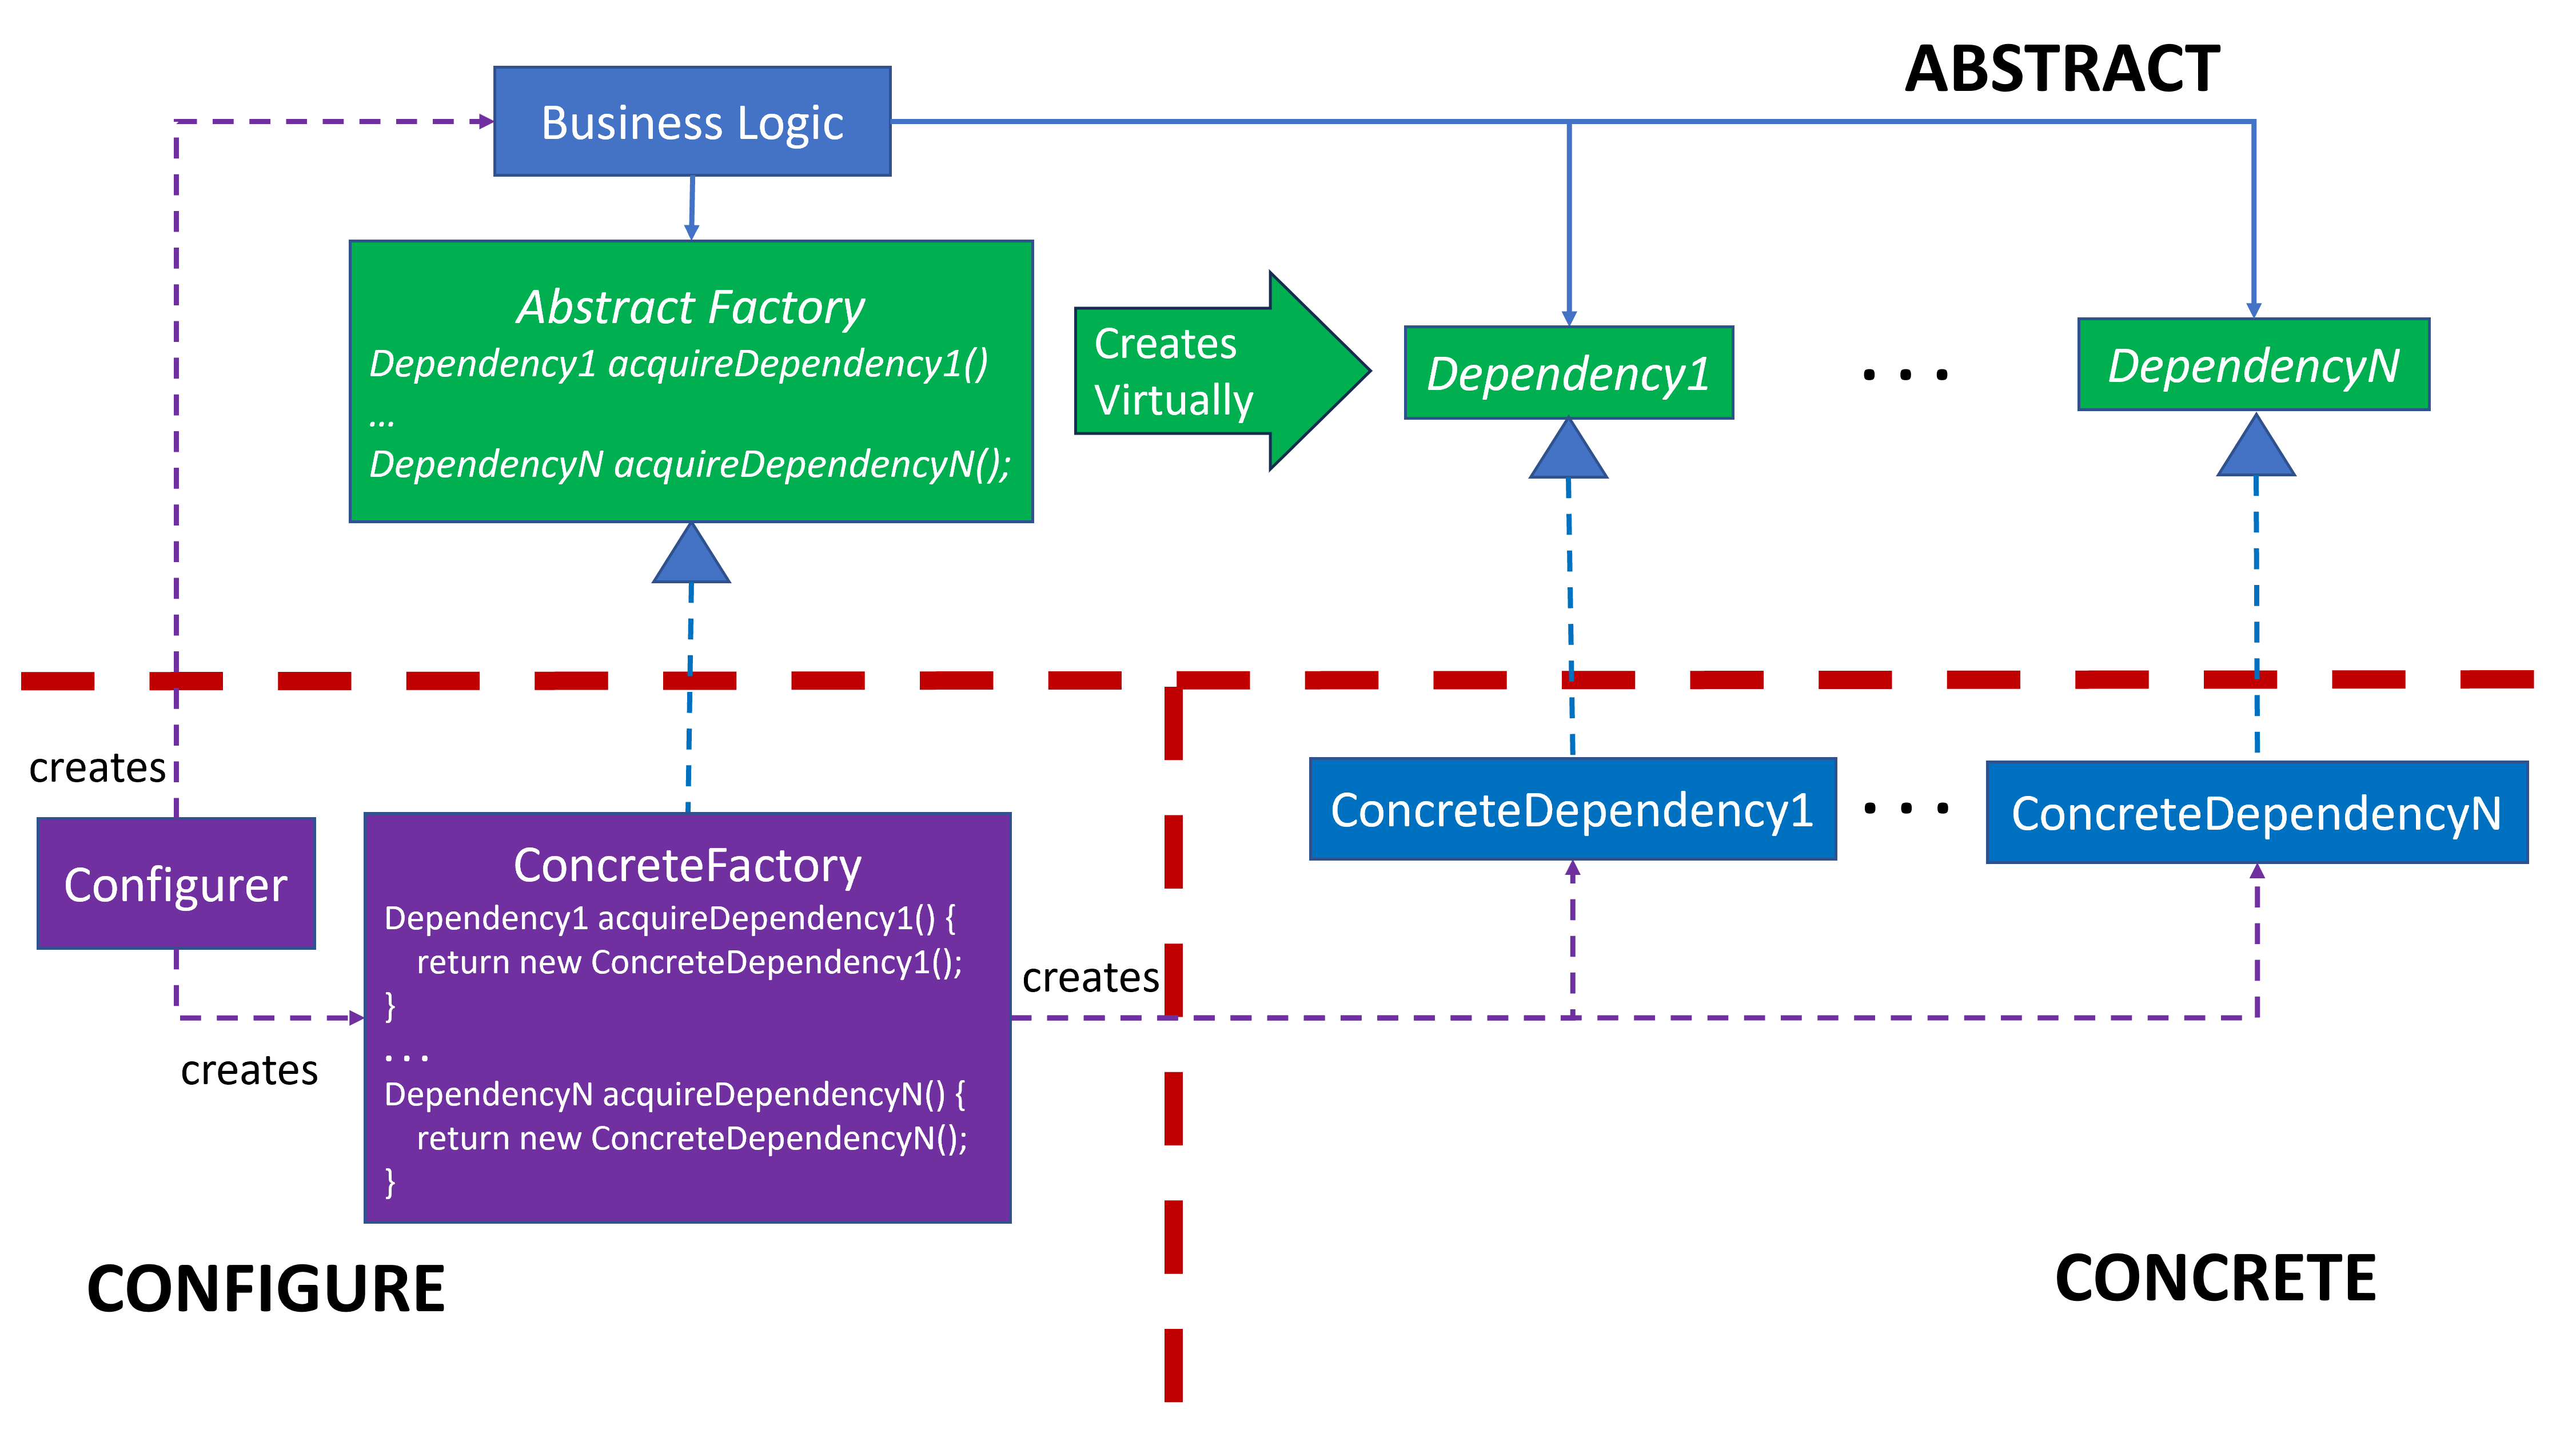 ABSTRACT
Business Logic
Abstract Factory
Dependency1 acquireDependency1()
...
DependencyN acquireDependencyN();
Creates
Virtually
Dependency1
. . .
DependencyN
creates
Configurer
creates
ConcreteFactory
Dependency1 acquireDependency1() {
return new ConcreteDependency1();
}
. . .
DependencyN acquireDependencyN() {
return new ConcreteDependencyN();
}
creates
ConcreteDependency1
. . .
ConcreteDependencyN
CONFIGURE
CONCRETE